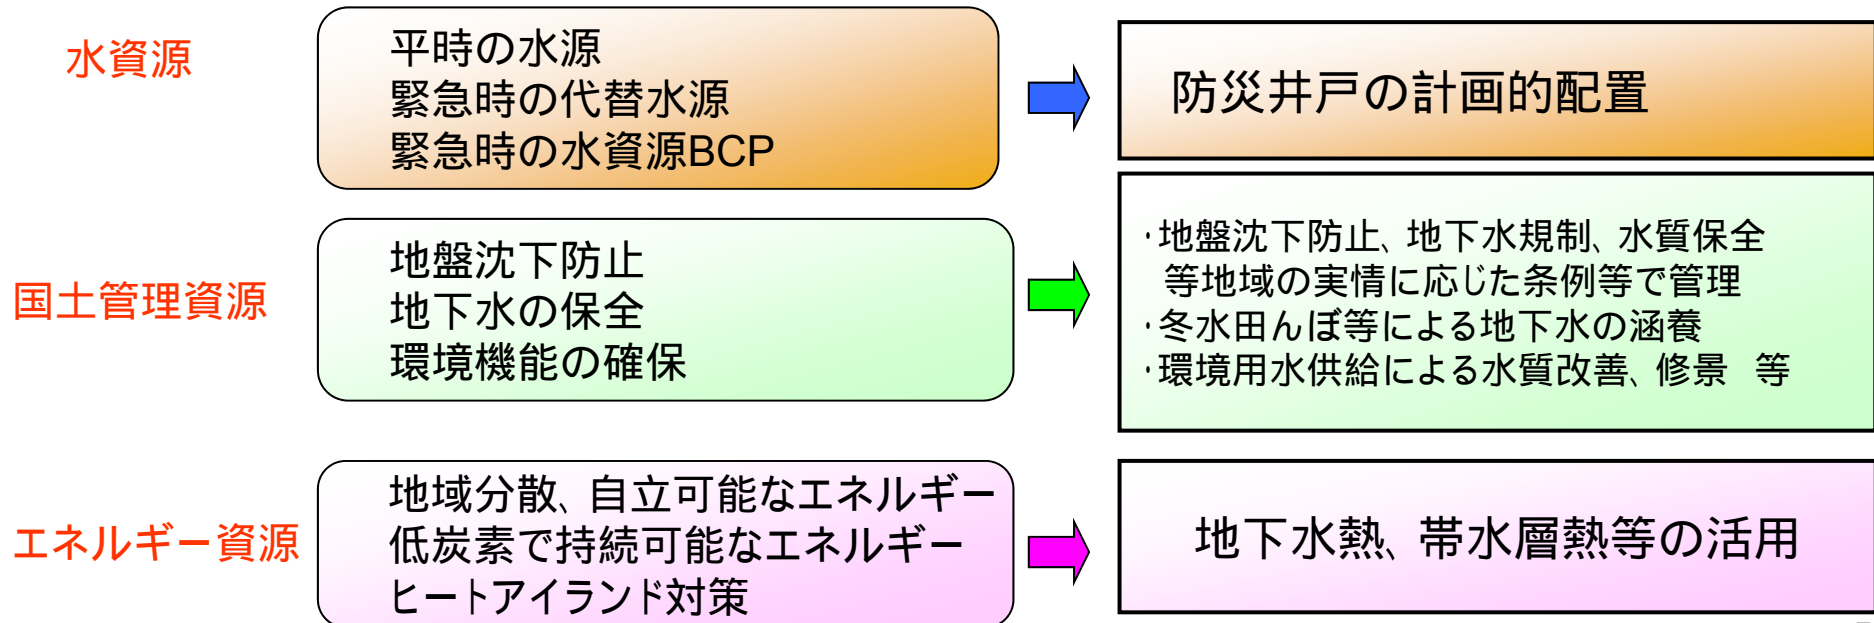 水資源
平時の水源
緊急時の代替水源
緊急時の水資源BCP
防災井戸の計画的配置
国土管理資源
地盤沈下防止
地下水の保全
環境機能の確保
・地盤沈下防止、地下水規制、水質保全
等地域の実情に応じた条例等で管理
・冬水田んぼ等による地下水の涵養
・環境用水供給による水質改善、修景　等
エネルギー資源
地域分散、自立可能なエネルギー
低炭素で持続可能なエネルギー
ヒートアイランド対策
地下水熱、帯水層熱等の活用